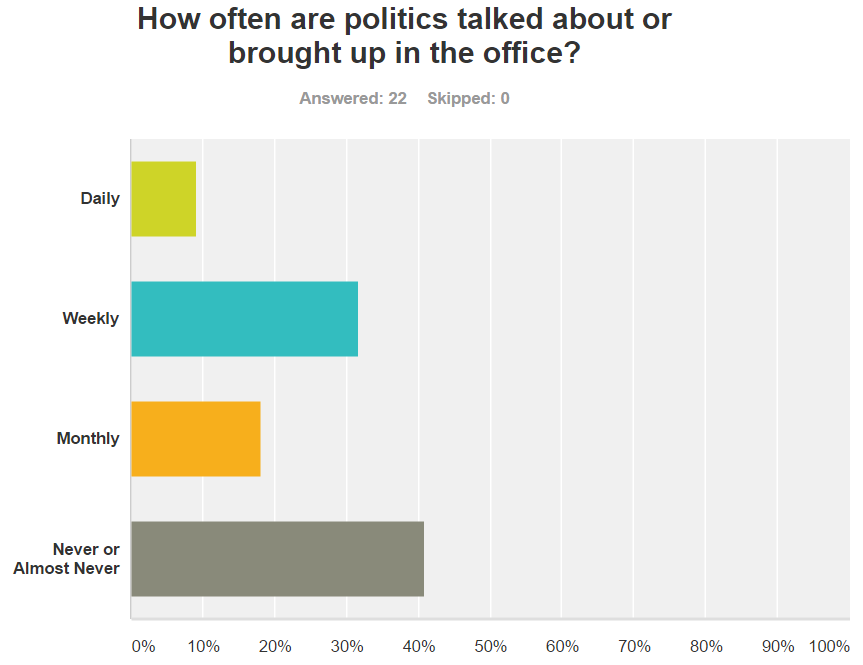 How often are politics talked about or
brought up in the office?
Answered: 22 Skipped: 0
Daily
Weekly
Monthly
Never or
Almost Never
0% 10% 20% 30% 40% 50% 60% 70% 80% 90% 100%